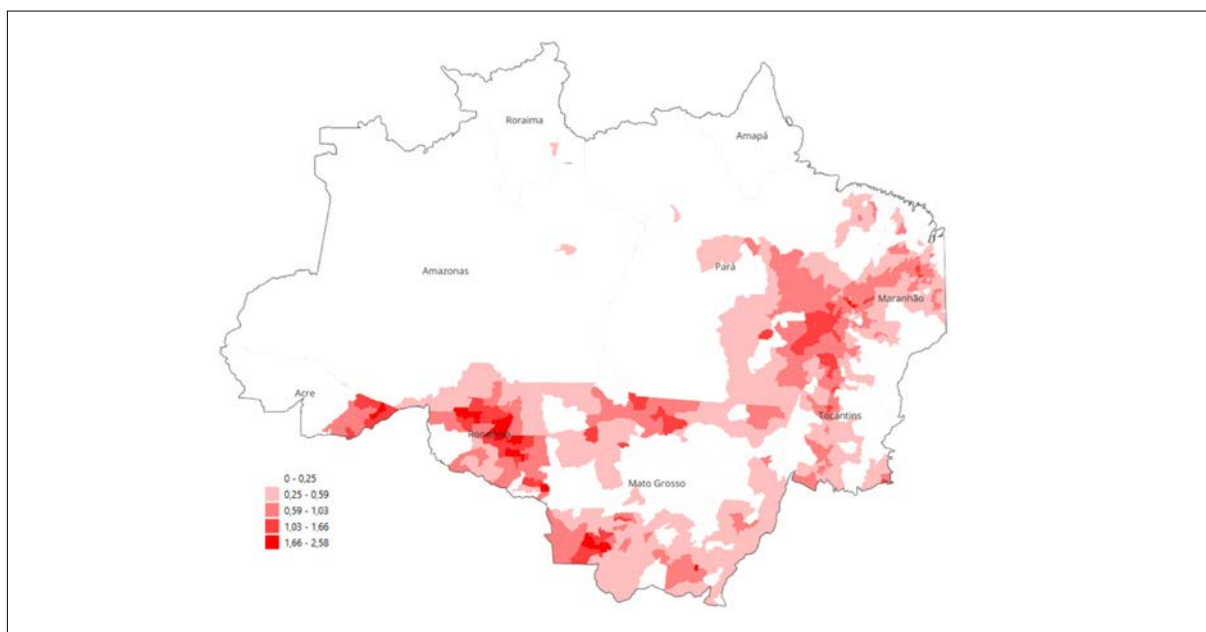 Roraima
Amapá
Amazonas
Pará
Maranhão
Acre
Tocantins
Rondônia
Mato Grosso
0 - 0,25
0,25 - 0,59
0,59 - 1,03
1,03 - 1,66
1,66 - 2,58